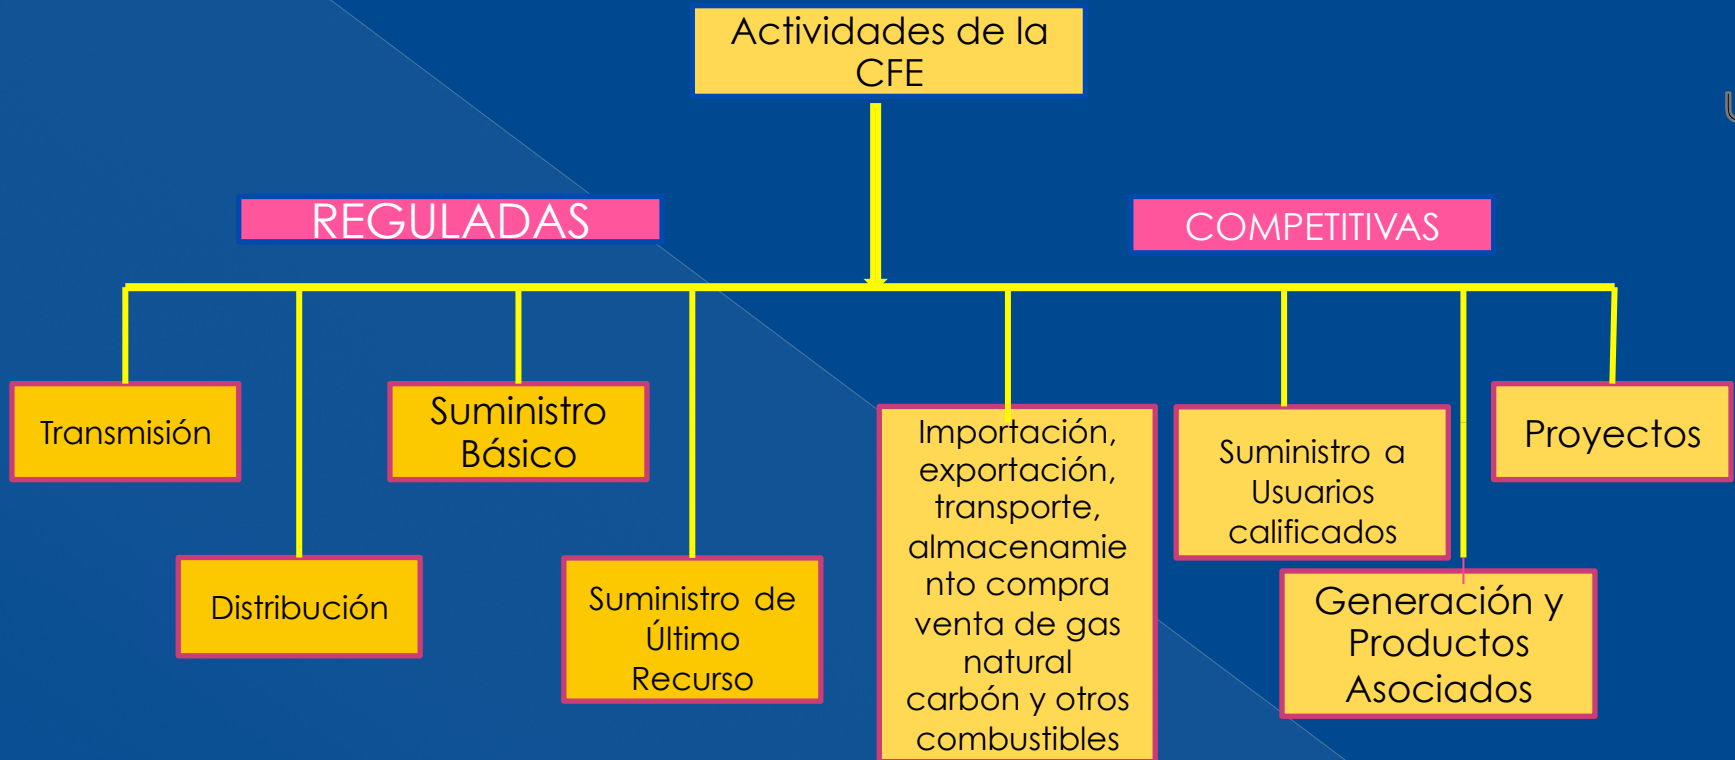 Actividades de la
CFE
REGULADAS
COMPETITIVAS
Transmisión
Suministro
Básico
Importación,
exportación,
transporte,
almacenamie
nto compra
venta de gas
natural
carbón y otros
combustibles
Suministro a
Usuarios
calificados
Proyectos
Distribución
Suministro de
Último
Recurso
Generación y
Productos
Asociados